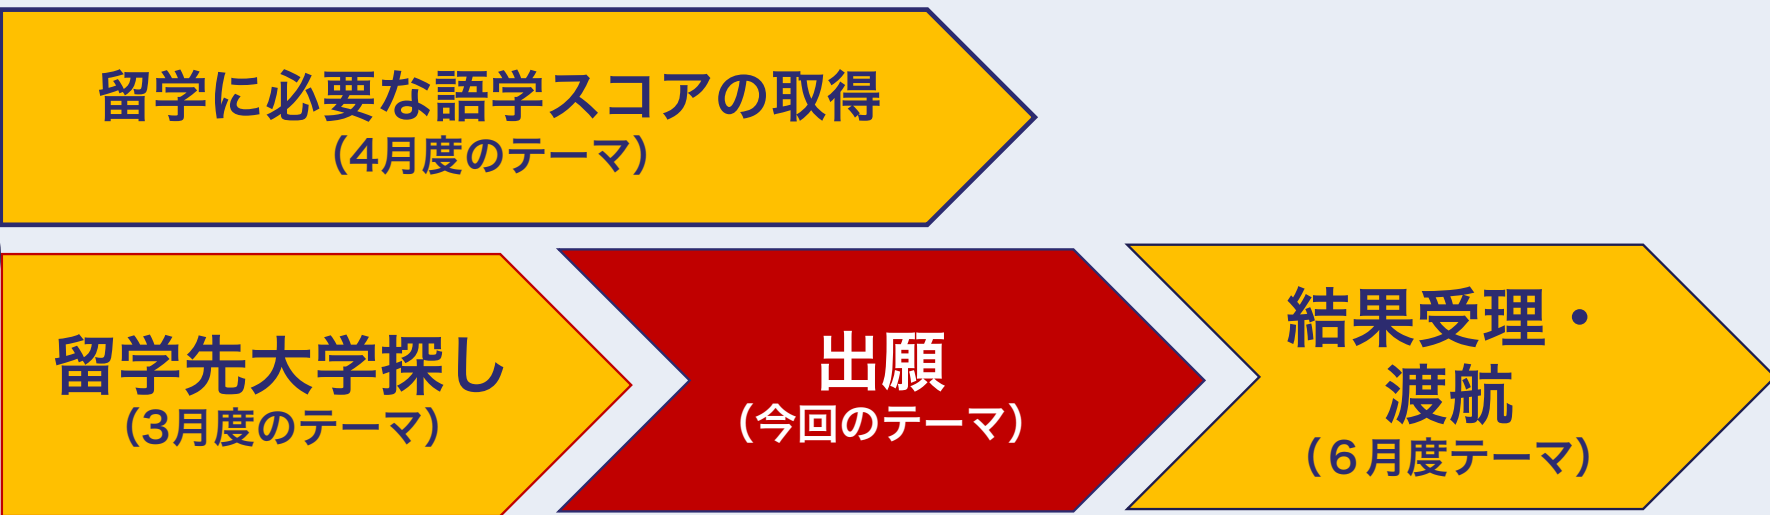 留学に必要な語学スコアの取得
（4月度のテーマ）
留学先大学探し
（3月度のテーマ）
出願
（今回のテーマ）
結果受理・
渡航
（６月度テーマ）